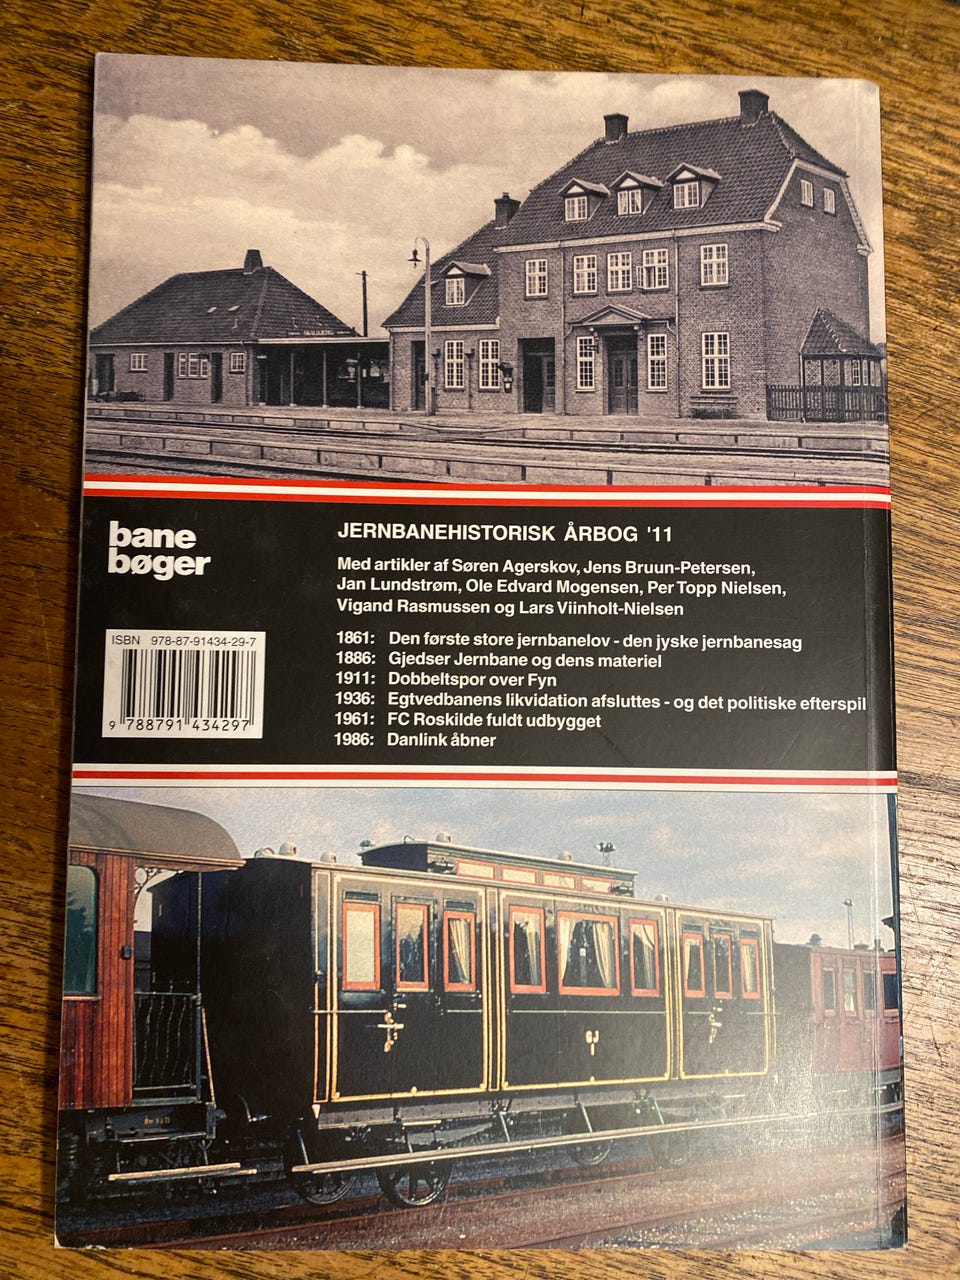 SKALBJERG
bane
bøger
JERNBANEHISTORISK ÅRBOG '11
Med artikler af Søren Agerskov, Jens Bruun-Petersen,
Jan Lundstrøm, Ole Edvard Mogensen, Per Topp Nielsen,
Vigand Rasmussen og Lars Viinholt-Nielsen
ISBN 978-87-91434-29-7
9 788791 434297
1861: Den første store jernbanelov - den jyske jernbanesag
1886: Gjedser Jernbane og dens materiel
1911: Dobbeltspor over Fyn
1936: Egtvedbanens likvidation afsluttes - og det politiske efterspil
1961: FC Roskilde fuldt udbygget
1986: Danlink åbner
GJ
1